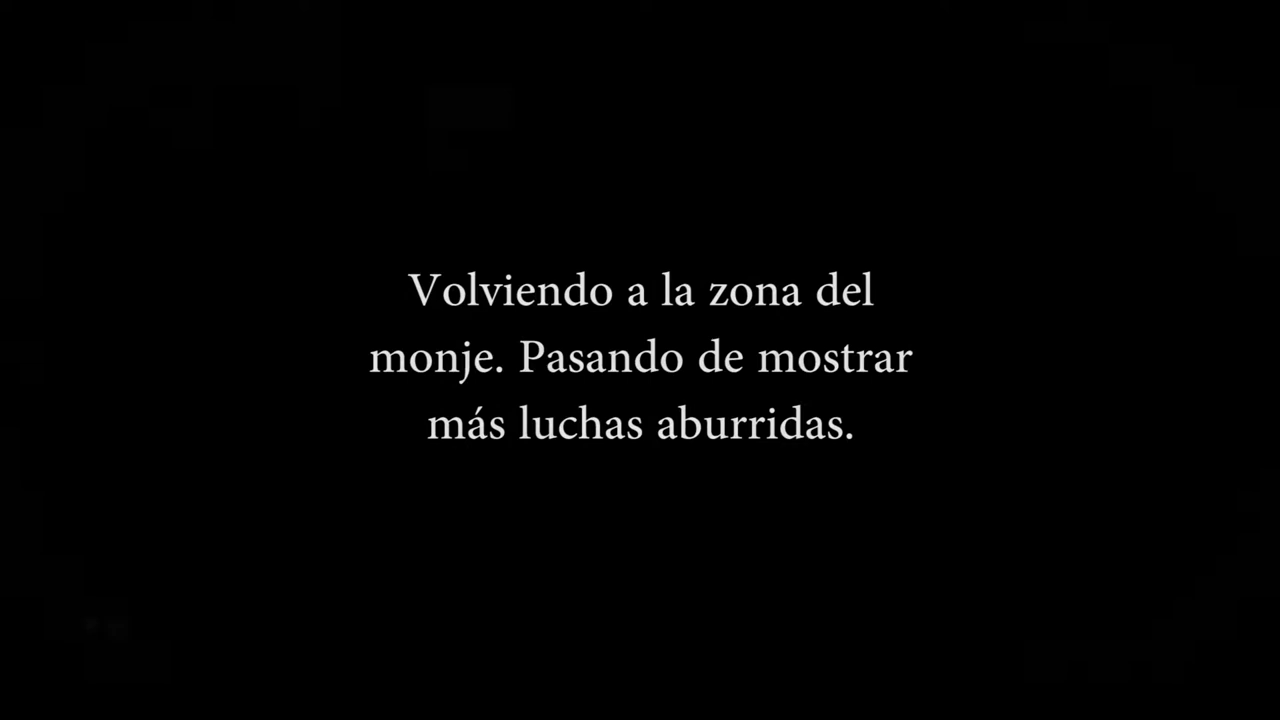 Volviendo a la zona del
monje. Pasando de mostrar
más luchas aburridas.